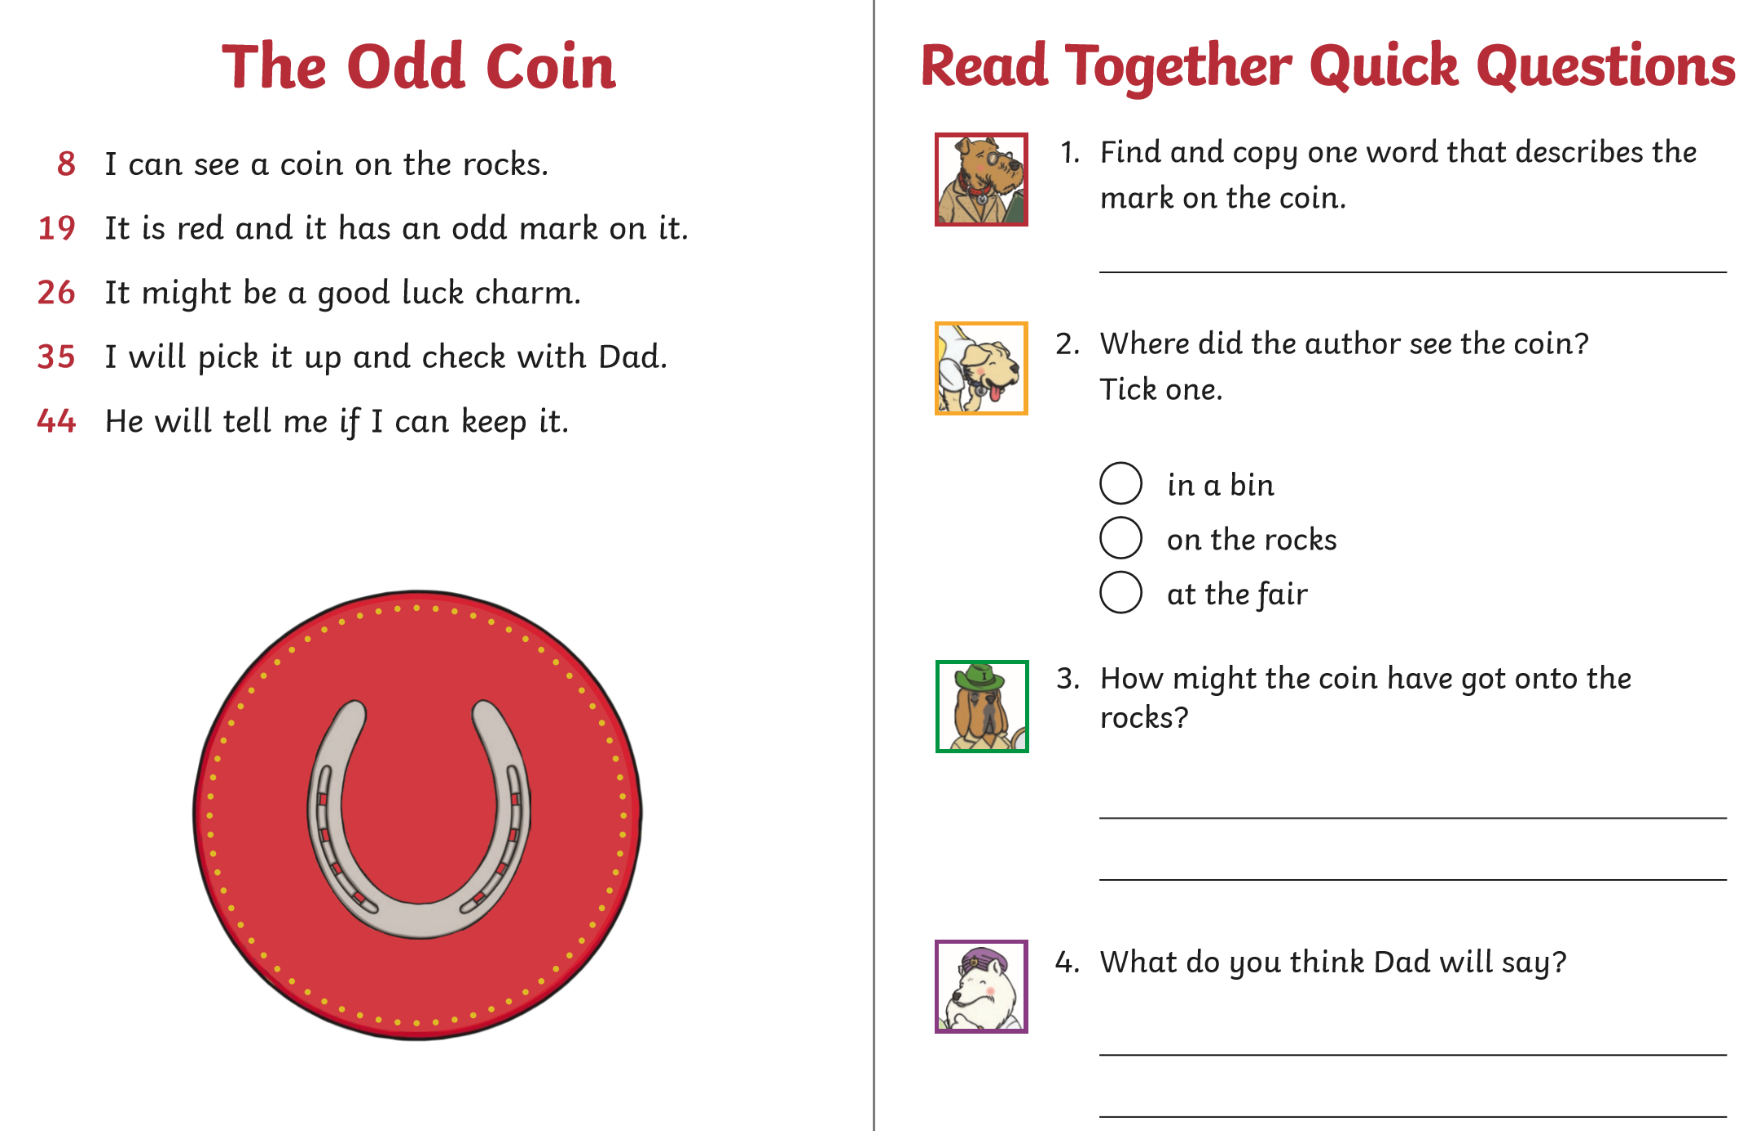 The Odd Coin
8 I can see a coin on the rocks.
19 It is red and it has an odd mark on it.
26 It might be a good luck charm.
35 I will pick it up and check with Dad.
44 He will tell me if I can keep it.
Read Together Quick Questions
1. Find and copy one word that describes the
mark on the coin.
2. Where did the author see the coin?
Tick one.
in a bin
on the rocks
at the fair
3. How might the coin have got onto the
rocks?
4. What do you think Dad will say?